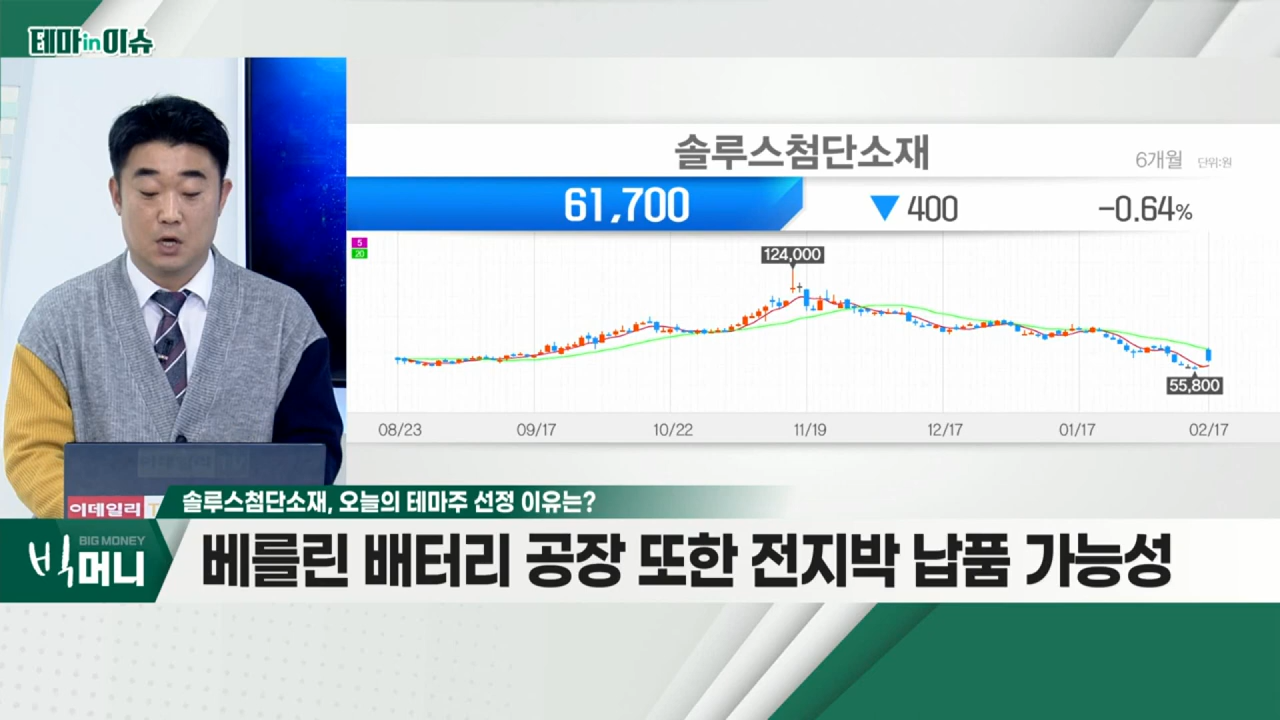 테마in이슈
솔루스첨단소재
6개월 단위:원
61,700 ▼ 400 -0.64%
5
20
124,000
55,800
08/23 09/17 10/22 11/19 12/17 01/17 02/17
이데일리 T
솔루스첨단소재, 오늘의 테마주 선정 이유는?
BIG MONEY
빅머니
베를린 배터리 공장 또한 전지박 납품 가능성